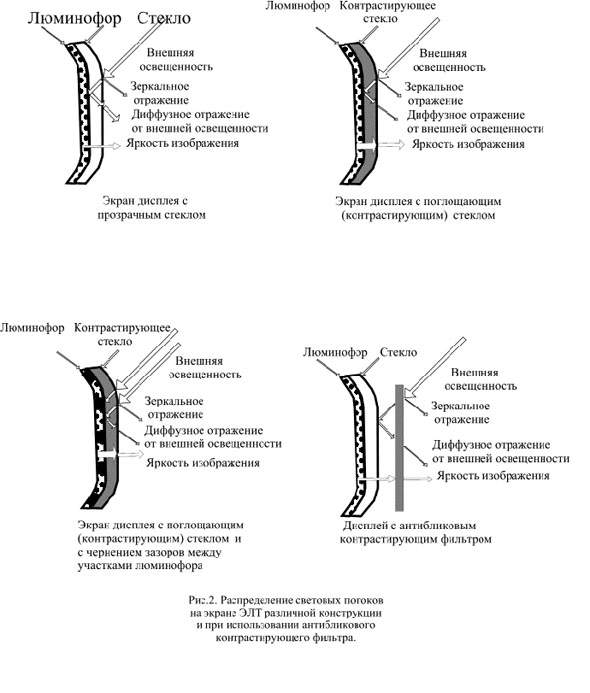 Люминофор Стекло
Внешняя
освещенность
Зеркальное
отражение
Диффузное отражение
от внешней освещенности
Яркость изображения
Экран дисплея с
прозрачным стеклом
Люминофор Контрастирующее
стекло
Внешняя
освещенность
Зеркальное
отражение
Диффузное отражение
от внешней освещенности
Яркость изображения
Экран дисплея с поглощающим
(контрастирующим) стеклом
Люминофор Контрастирующее
стекло
Внешняя
освещенность
Зеркальное
отражение
Диффузное отражение
от внешней освещенности
Яркость изображения
Экран дисплея с поглощающим
(контрастирующим) стеклом и
с чернением зазоров между
участками люминофора
Люминофор Стекло
Внешняя
освещенность
Зеркальное
отражение
Диффузное отражение
от внешней освещенности
Яркость изображения
Дисплей с антибликовым
контрастирующим фильтром
Рис.2. Распределение световых потоков
на экране ЭЛТ различной конструкции
и при использовании антибликового
контрастирующего фильтра.